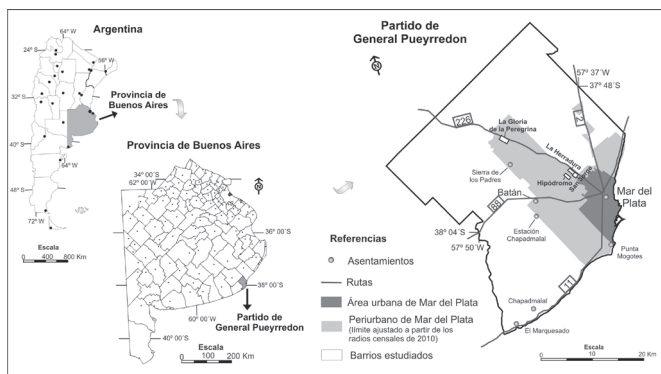 Argentina
64° W
24° S
56° W
32° S
Provincia de
Buenos Aires
40° S
64° W
48° S
72° W
Escala
0 400 800 Km
Provincia de Buenos Aires
34° 00´S
62° 00´W
36° 00´S
38° 00´S
60° 00´W
Partido de
General Pueyrredon
40° 00´S
Escala
0 100 200 Km
Partido de
General Pueyrredon
57° 37´W
37° 48´S
226
2
La Gloria
de la Peregrina
La Herradura
Sierra de
los Padres
Hipódromo
Batán
88
Mar del
Plata
38° 04´S
57° 50´W
Estación
Chapadmalal
Punta
Mogotes
11
Chapadmalal
El Marquesado
Referencias
Asentamientos
Rutas
Área urbana de Mar del Plata
Periurbano de Mar del Plata
(límite ajustado a partir de los
radios censales de 2010)
Barrios estudiados
Escala
0 10 20 Km